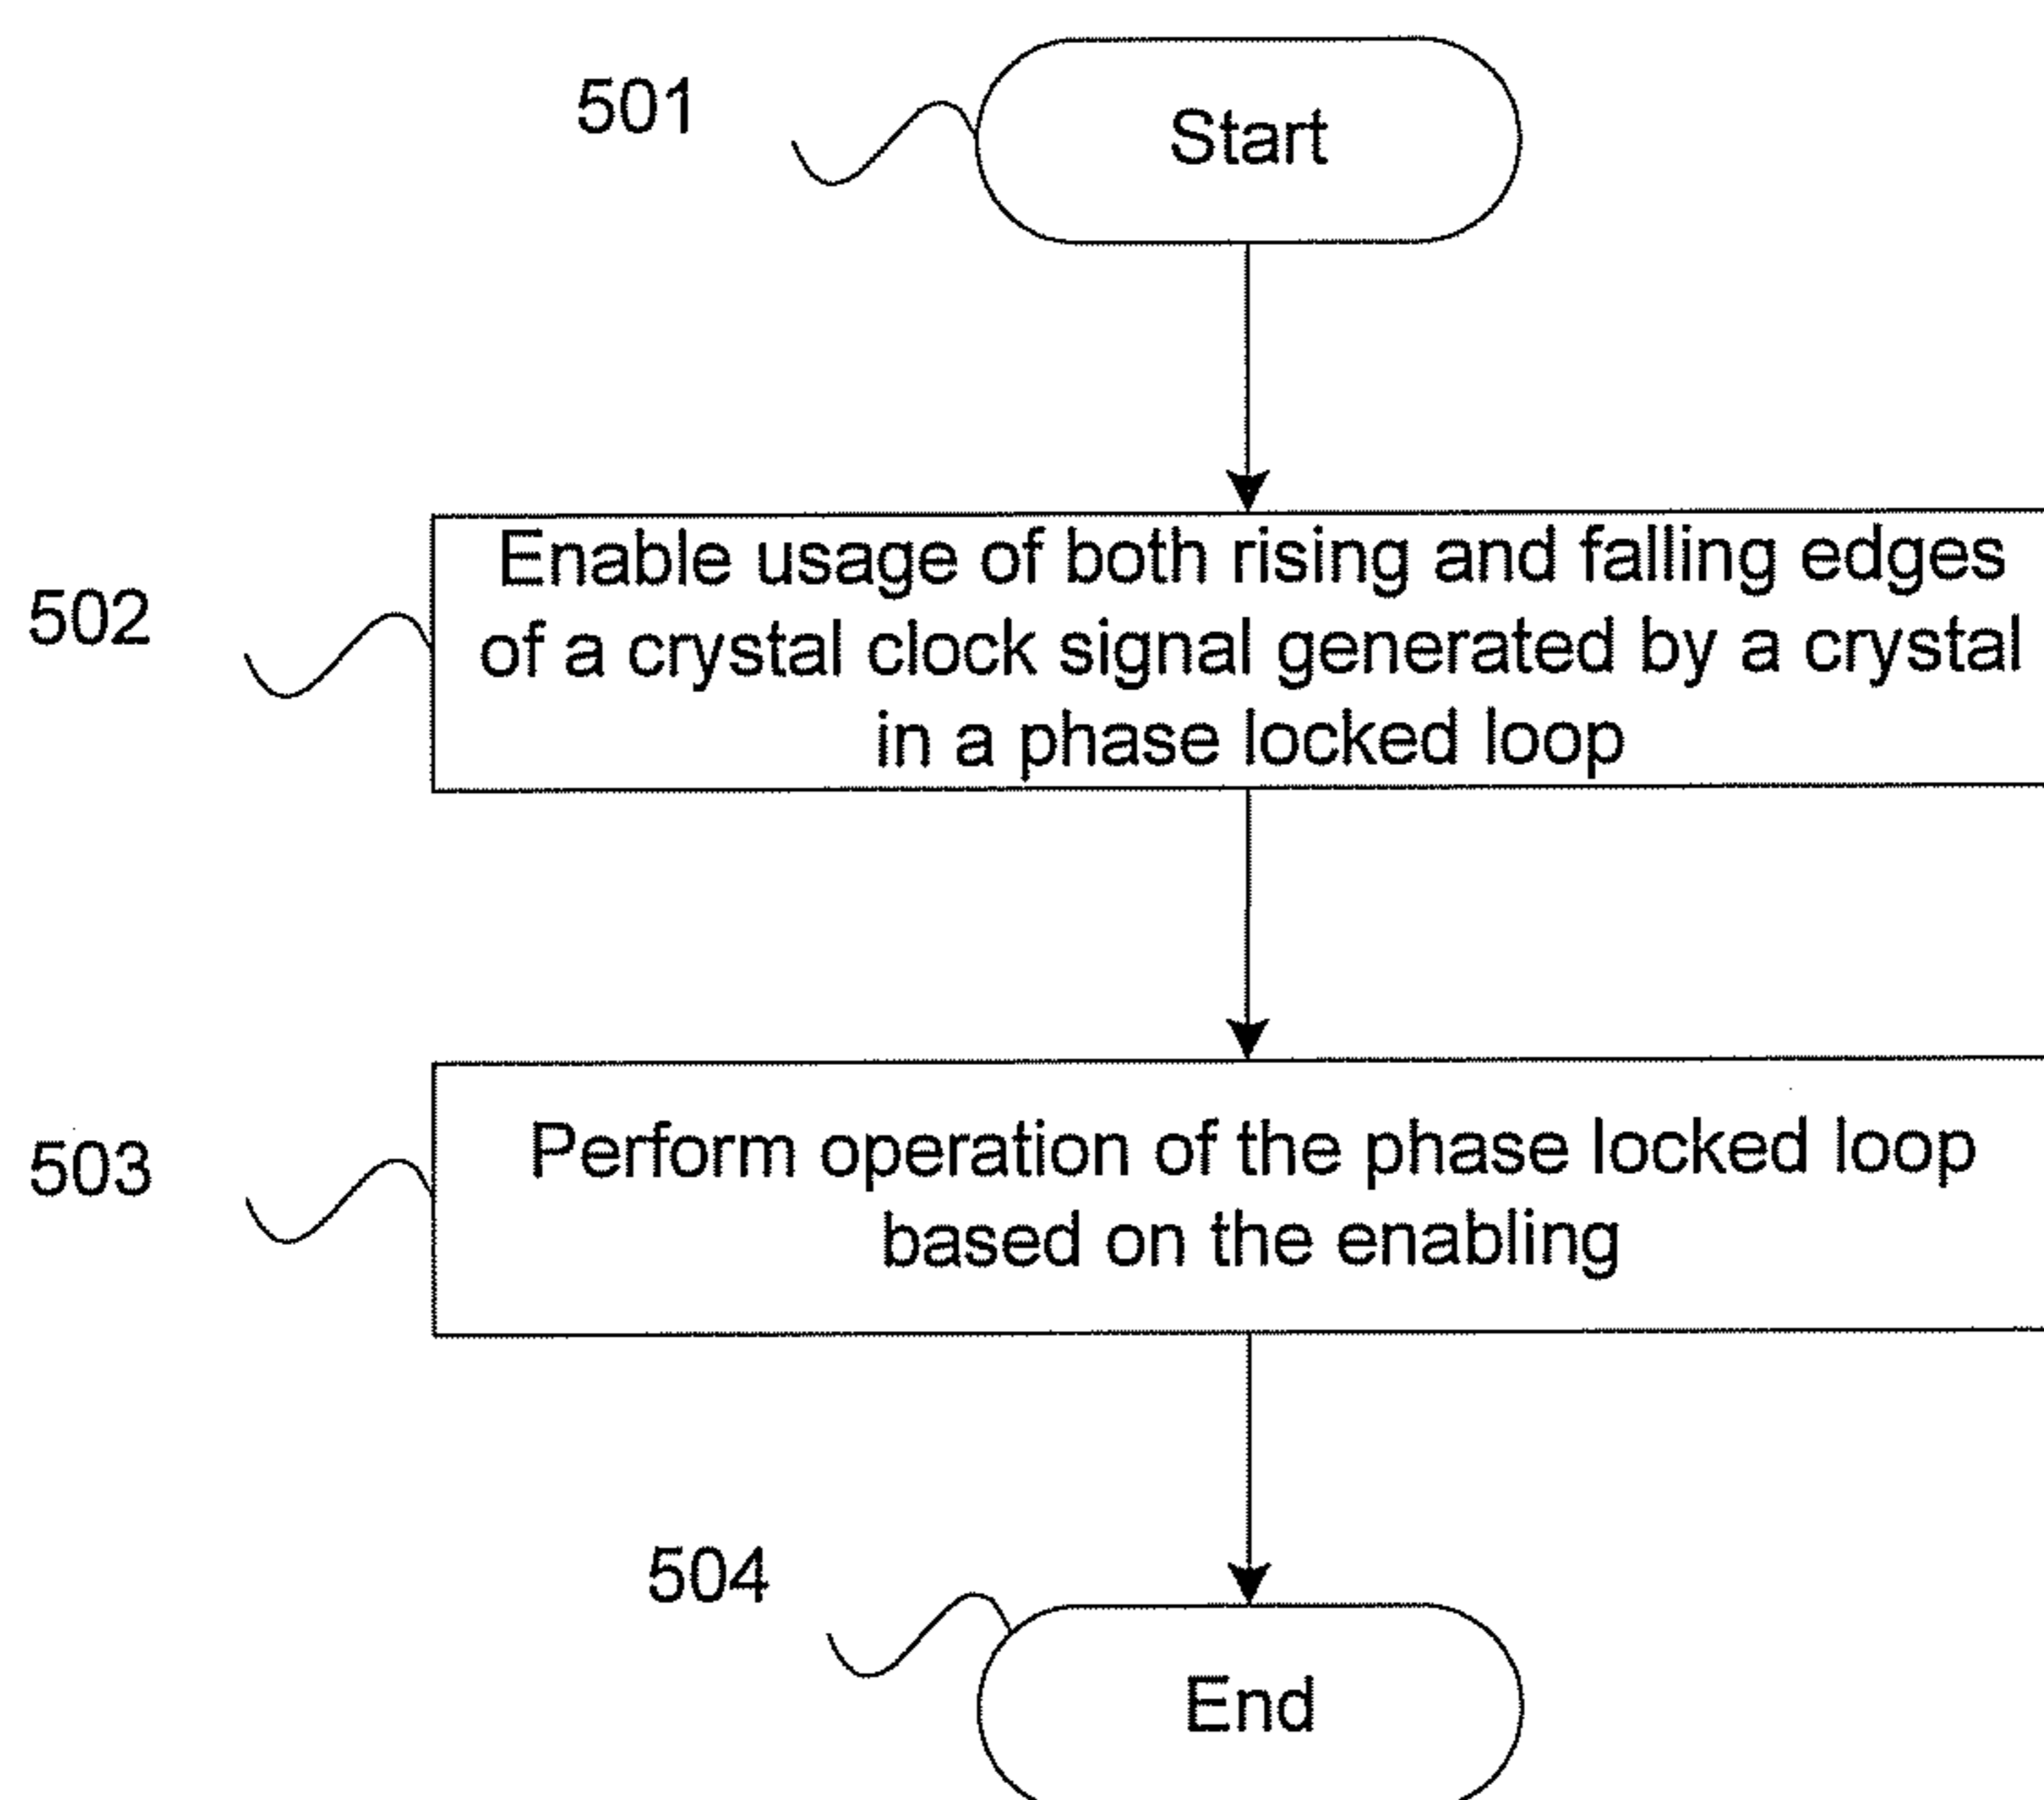 501
Start
502
Enable usage of both rising and falling edges
of a crystal clock signal generated by a crystal
in a phase locked loop
503
Perform operation of the phase locked loop
based on the enabling
504
End